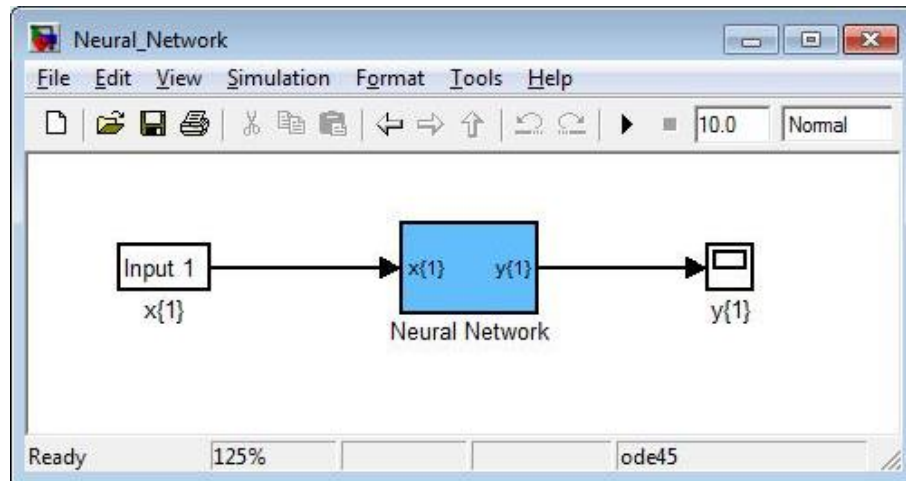 Neural_Network
File Edit View Simulation Format Tools Help
10.0 Normal
Input 1 x{1} y{1}
x{1} Neural Network y{1}
Ready 125% ode45